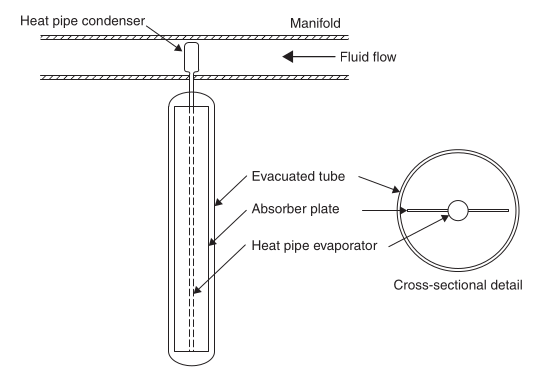 Heat pipe condenser
Manifold
Fluid flow
Evacuated tube
Absorber plate
Heat pipe evaporator
Cross-sectional detail